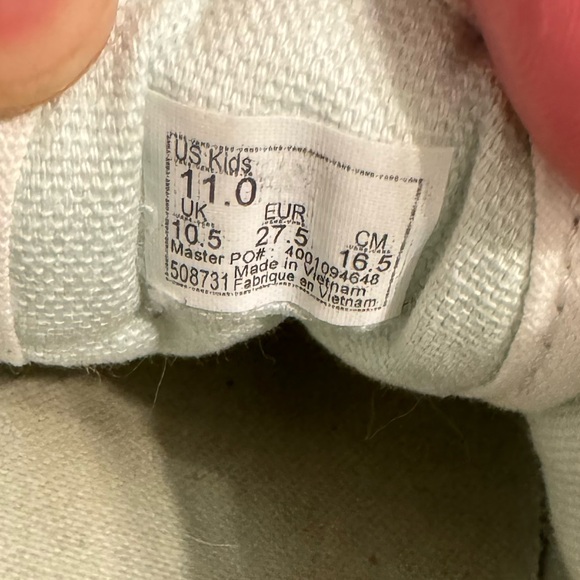 US Kids
11.0
UK EUR CM
10.5 27.5 16.5
Master PO#: 4001094648
508731 Made in Vietnam
Fabrique en Vietnam